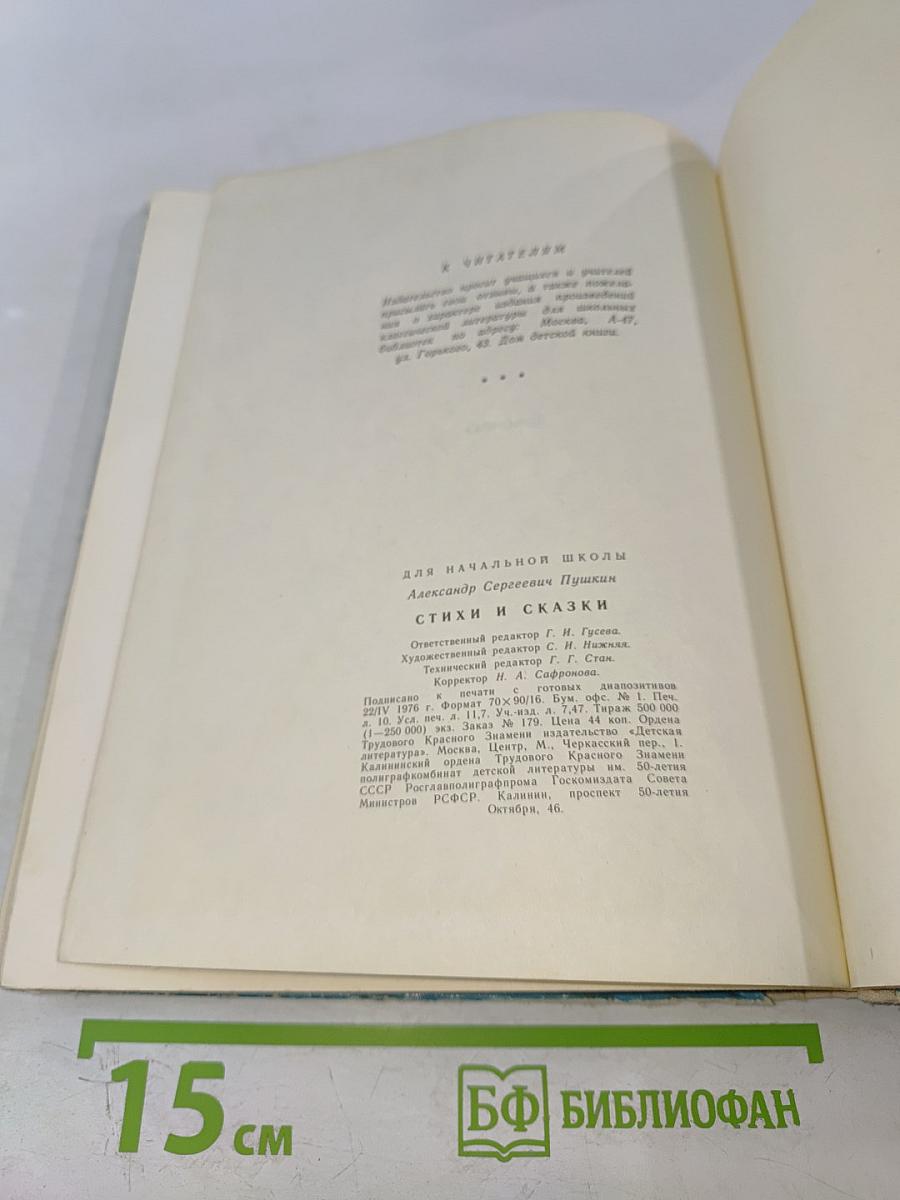 К ЧИТАТЕЛЯМ
Издательство просит учащихся и учителей
присылать свои отзывы, а также пожела-
ния о характере издания произведений
классической литературы для школьных
библиотек по адресу: Москва, А-47,
ул. Горького, 43. Дом детской книги.
* * *
ДЛЯ НАЧАЛЬНОЙ ШКОЛЫ
Александр Сергеевич Пушкин
СТИХИ И СКАЗКИ
Ответственный редактор Г. И. Гусева.
Художественный редактор С. И. Нижняя.
Технический редактор Г. Г. Стан.
Корректор Н. А. Сафронова.
Подписано к печати с готовых диапозитивов
22/IV 1976 г. Формат 70×90/16. Бум. офс. № 1. Печ.
л. 10. Усл. печ. л. 11,7. Уч.-изд. л. 7,47. Тираж 500 000
(1—250 000) экз. Заказ № 179. Цена 44 коп. Ордена
Трудового Красного Знамени издательство «Детская
литература». Москва, Центр, М., Черкасский пер., 1.
Калининский ордена Трудового Красного Знамени
полиграфкомбинат детской литературы им. 50-летия
СССР Росглавполиграфпрома Госкомиздата Совета
Министров РСФСР. Калинин, проспект 50-летия
Октября, 46.
15 см
БФ БИБЛИОФАН